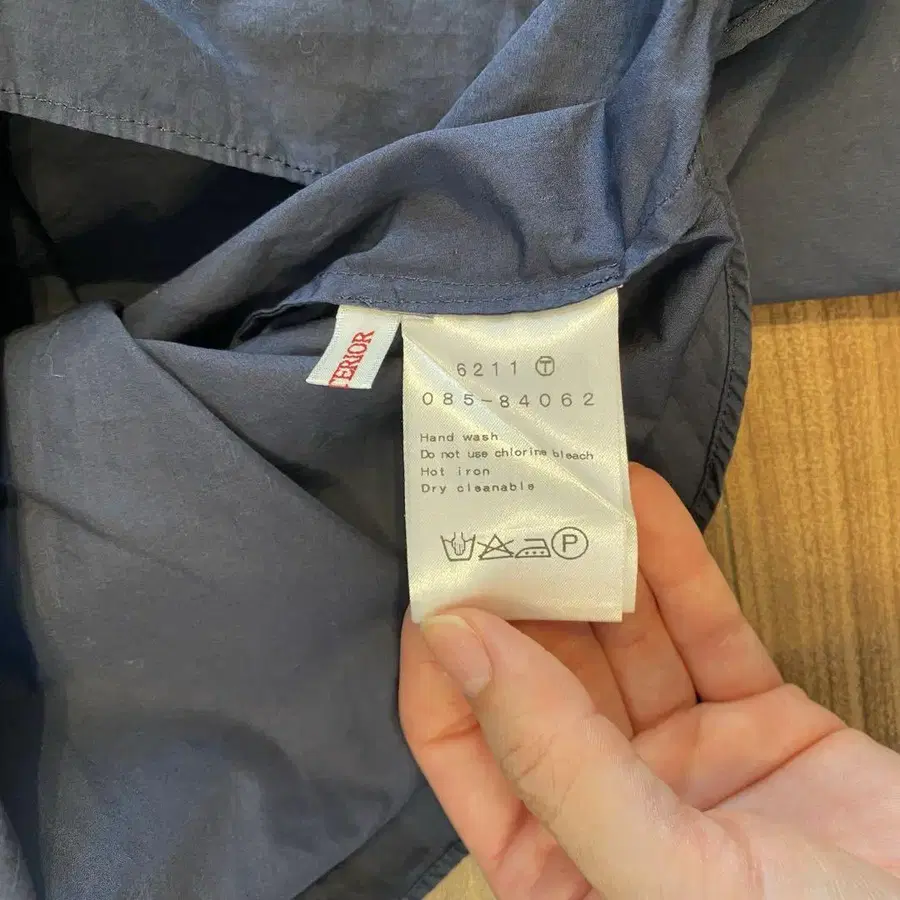 TERIOR
6211 Ⓣ
085-84062
Hand wash
Do not use chlorine bleach
Hot iron
Dry cleanable
P